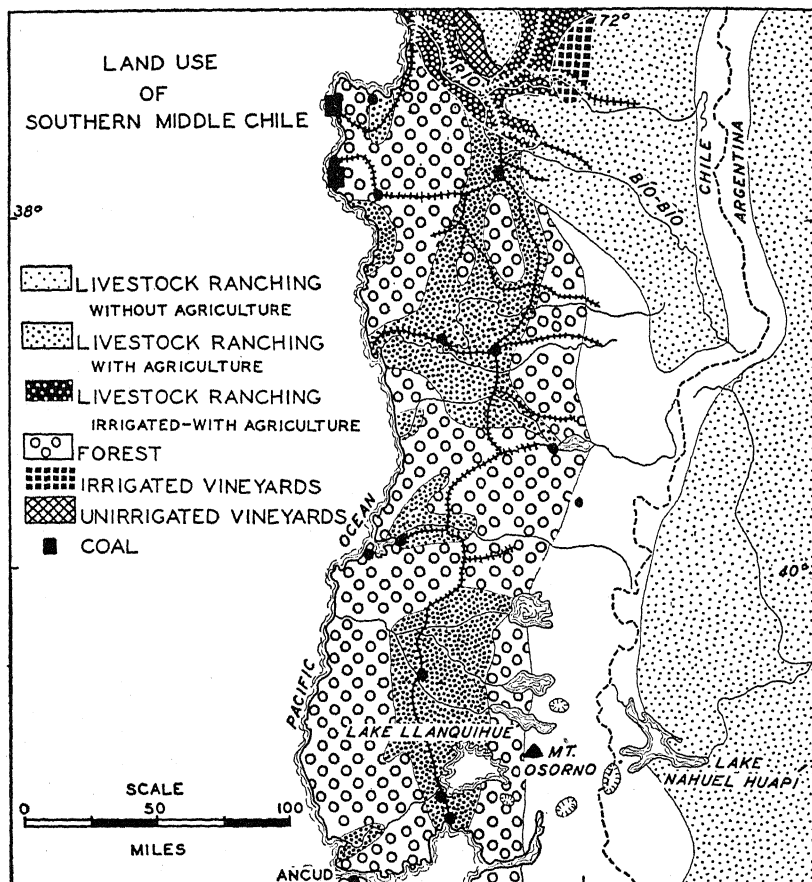 LAND USE
OF
SOUTHERN MIDDLE CHILE
72°
BIO
CHILE
ARGENTINA
BIO-BIO
38°
LIVESTOCK RANCHING
WITHOUT AGRICULTURE
LIVESTOCK RANCHING
WITH AGRICULTURE
LIVESTOCK RANCHING
IRRIGATED-WITH AGRICULTURE
FOREST
IRRIGATED VINEYARDS
UNIRRIGATED VINEYARDS
COAL
PACIFIC OCEAN
40°
LAKE LLANQUIHUE
MT.
OSORNO
LAKE
NAHUEL HUAPI
SCALE
0 50 100
MILES
ANCUD